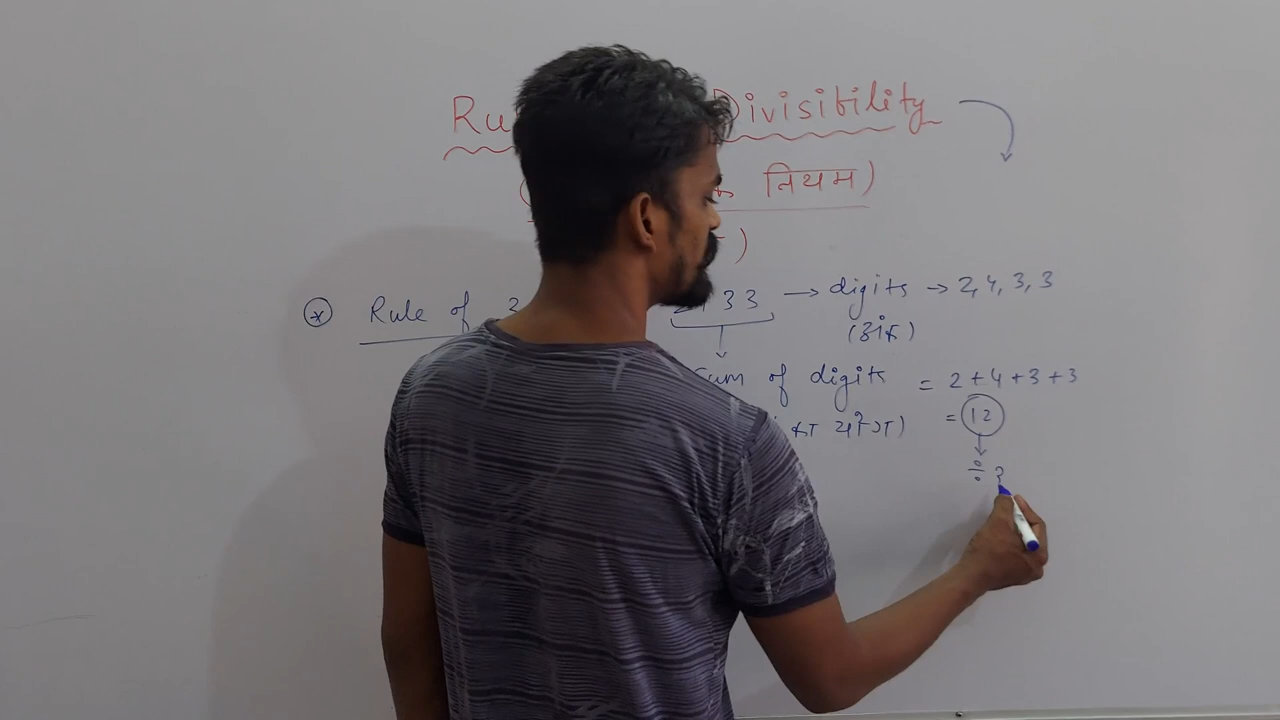 Divisibility
नियम)
)
Rule of 3 33 → digits → 2, 4, 3, 3
(अंक)
Sum of digits = 2 + 4 + 3 + 3
का योग) = 12
÷ 3